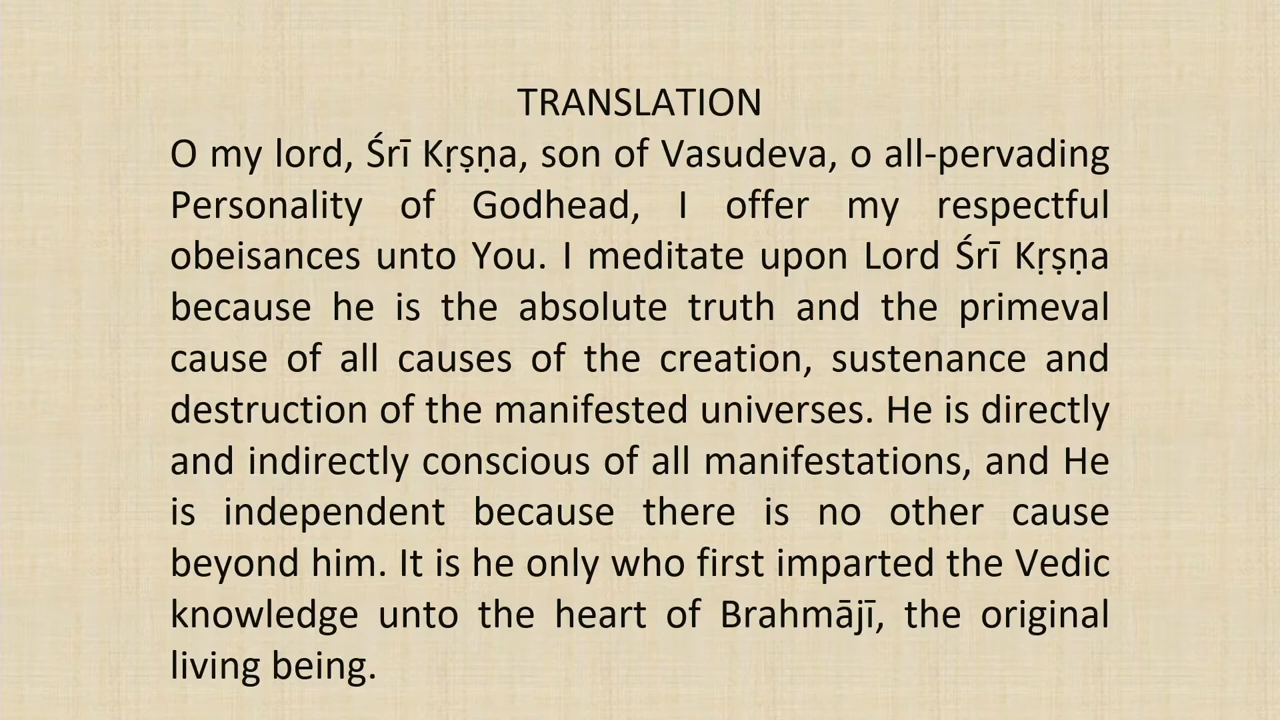 TRANSLATION
O my lord, Śrī Kṛṣṇa, son of Vasudeva, o all-pervading
Personality of Godhead, I offer my respectful
obeisances unto You. I meditate upon Lord Śrī Kṛṣṇa
because he is the absolute truth and the primeval
cause of all causes of the creation, sustenance and
destruction of the manifested universes. He is directly
and indirectly conscious of all manifestations, and He
is independent because there is no other cause
beyond him. It is he only who first imparted the Vedic
knowledge unto the heart of Brahmājī, the original
living being.